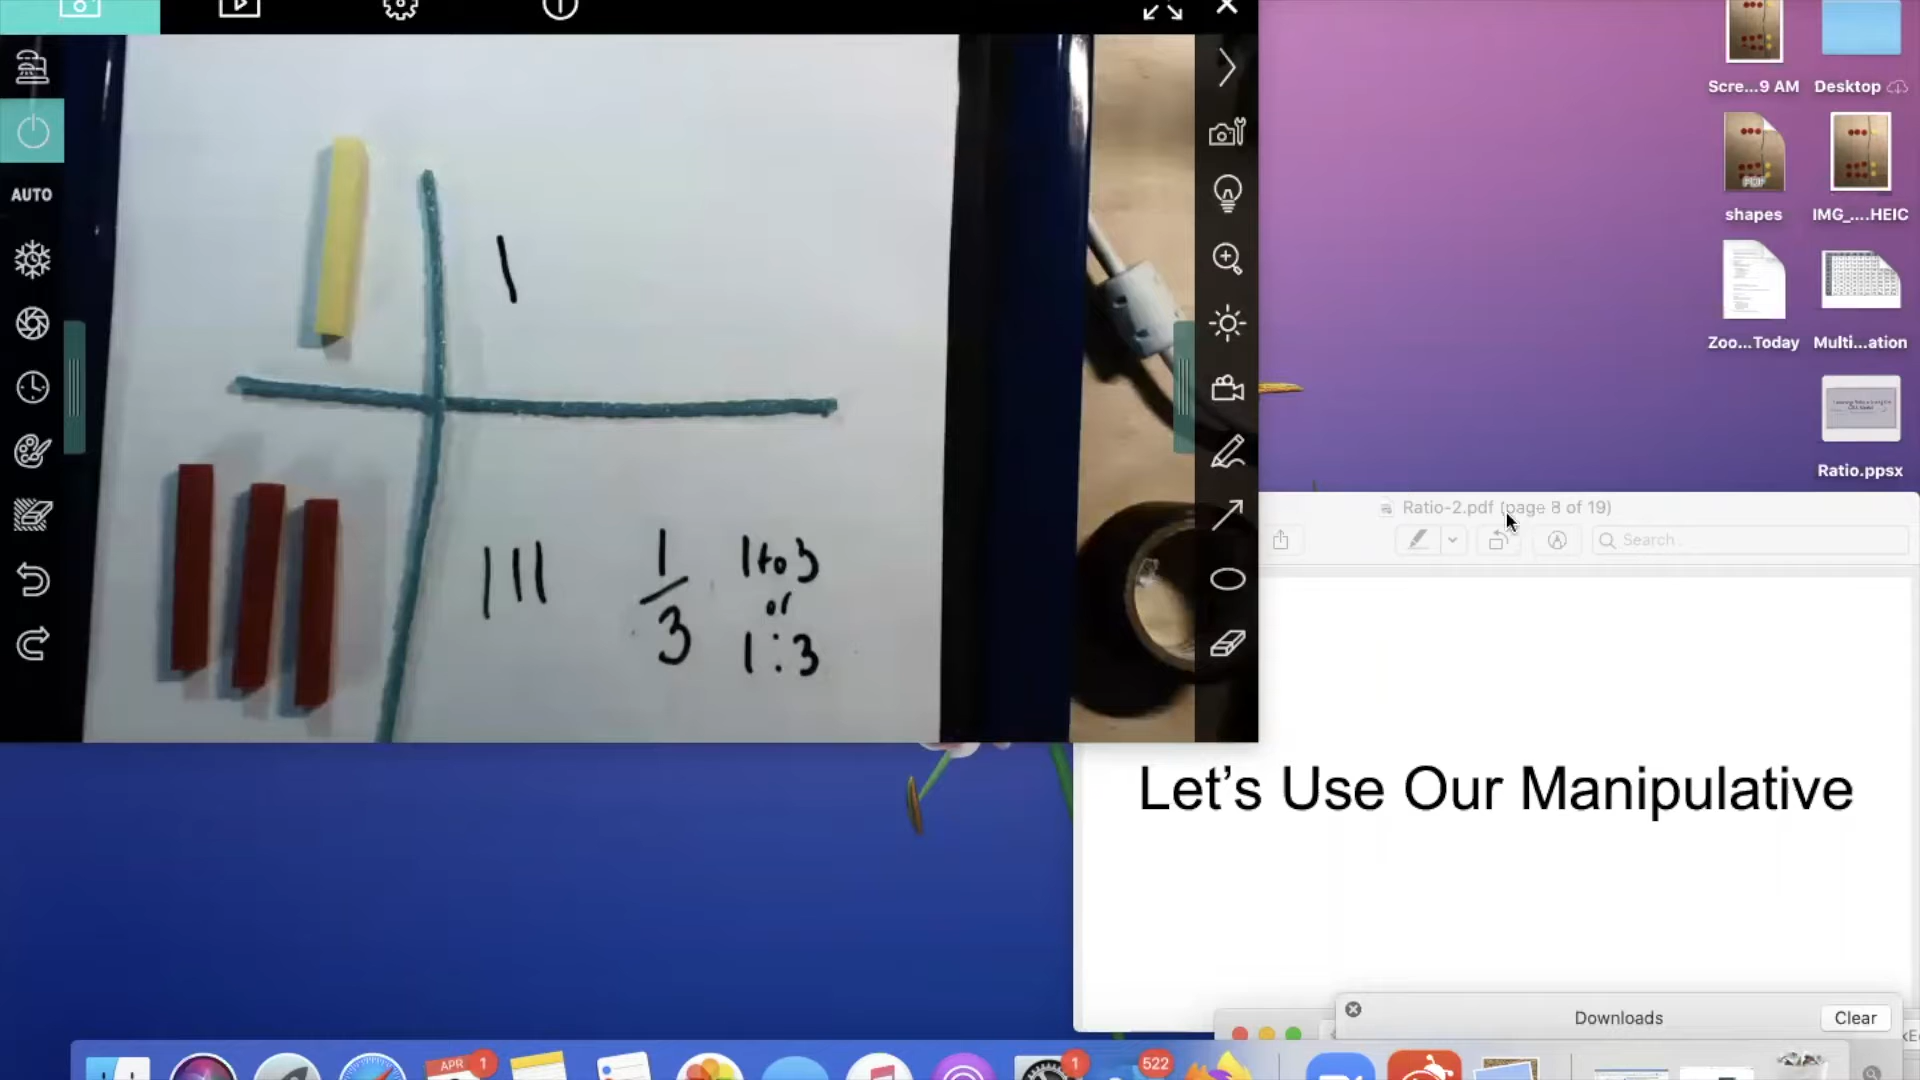 AUTO
|
|||
1
3
1 to 3
or
1:3
Scre...9 AM
Desktop
PDF
shapes
IMG_....HEIC
Zoo...Today
Multi...ation
Ratio.ppsx
Ratio-2.pdf (page 8 of 19)
Search
Let's Use Our Manipulative
Downloads
Clear
APR
1
1
522